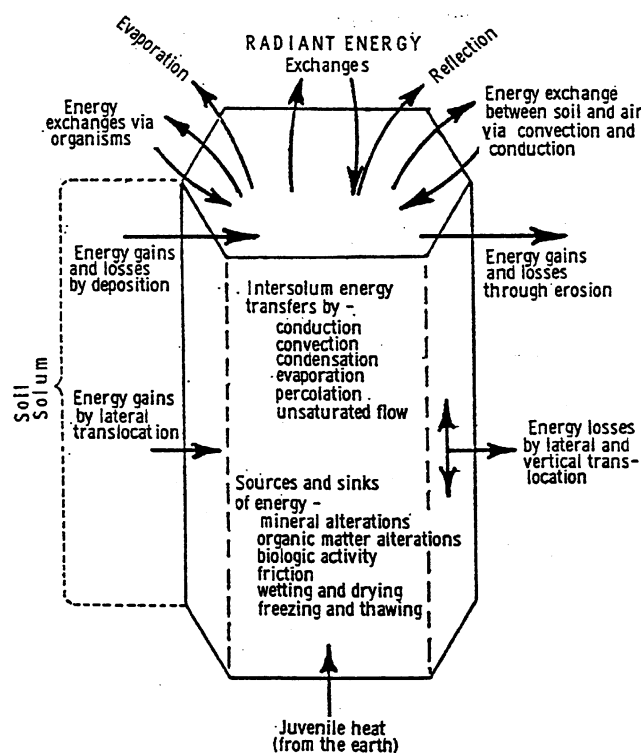 Evaporation
RADIANT ENERGY
Exchanges
Reflection
Energy
exchanges via
organisms
Energy exchange
between soil and air
via convection and
conduction
Energy gains
and losses
by deposition
Energy gains
and losses
through erosion
Intersolum energy
transfers by -
conduction
convection
condensation
evaporation
percolation
unsaturated flow
Soil
Solum
Energy gains
by lateral
translocation
Energy losses
by lateral and
vertical trans-
location
Sources and sinks
of energy -
mineral alterations
organic matter alterations
biologic activity
friction
wetting and drying
freezing and thawing
Juvenile heat
(from the earth)